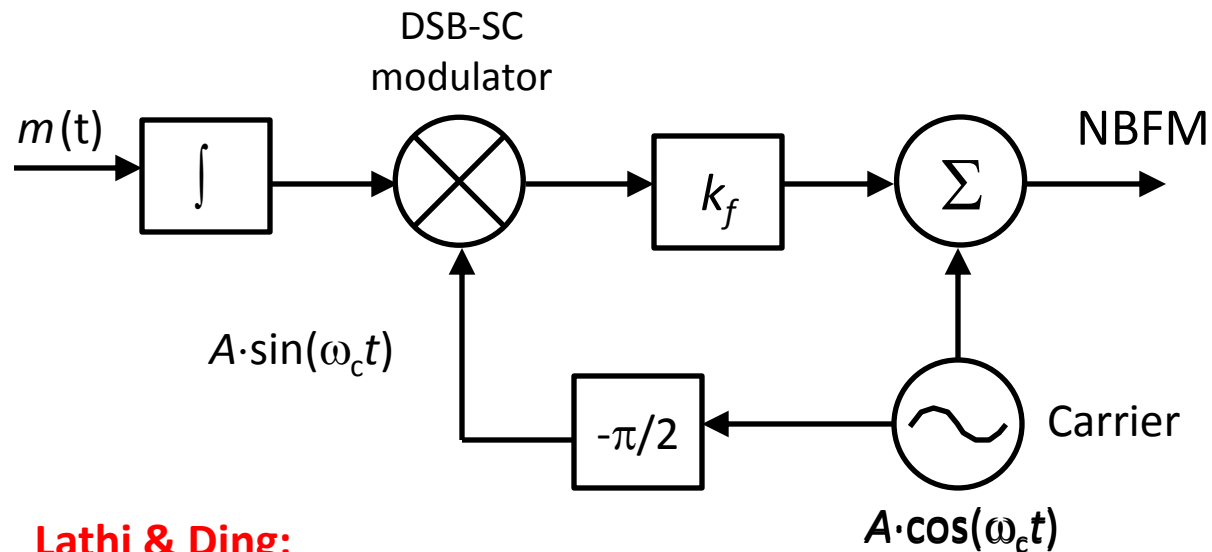 DSB-SC
modulator
m(t)
∫
k_f
Σ
NBFM
A·sin(ω_c t)
-π/2
Carrier
A·cos(ω_c t)
Lathi & Ding: